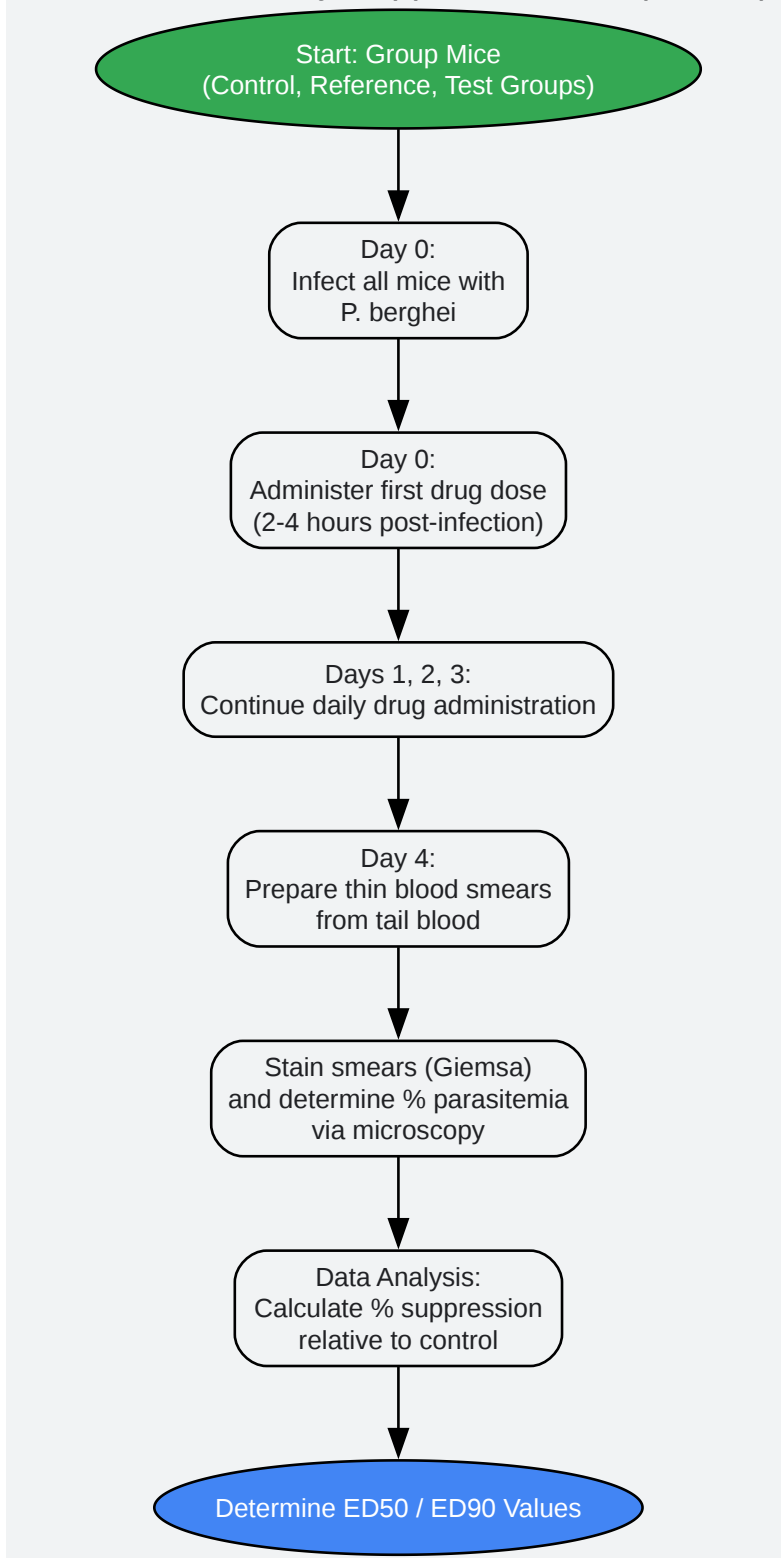 Start: Group Mice
(Control, Reference, Test Groups)
Day 0:
Infect all mice with
P. berghei
Day 0:
Administer first drug dose
(2-4 hours post-infection)
Days 1, 2, 3:
Continue daily drug administration
Day 4:
Prepare thin blood smears
from tail blood
Stain smears (Giemsa)
and determine % parasitemia
via microscopy
Data Analysis:
Calculate % suppression
relative to control
Determine ED50 / ED90 Values